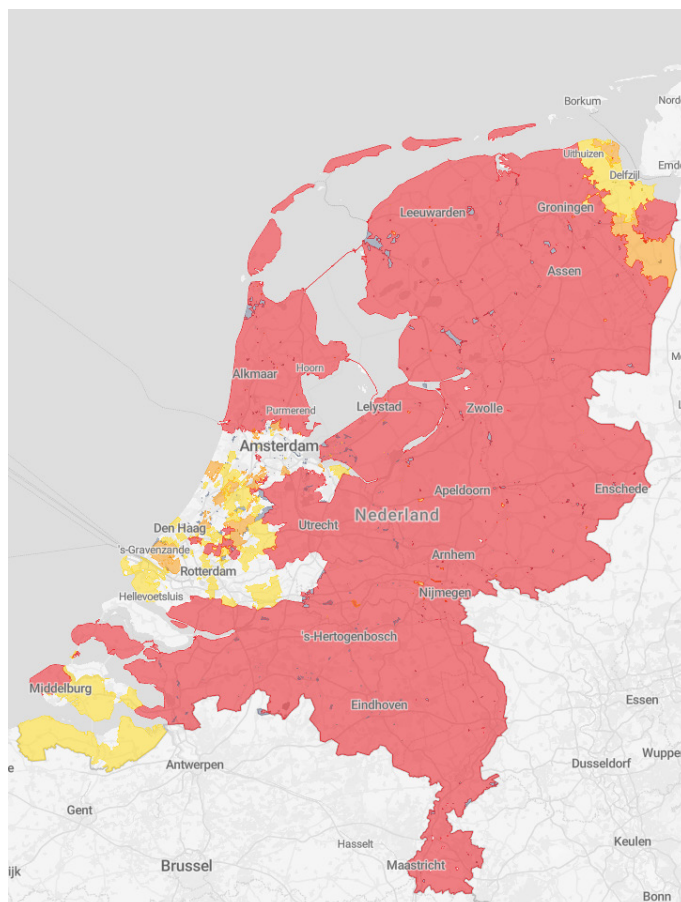 Borkum
Nord
Uithuizen
Emde
Delfzijl
Leeuwarden
Groningen
Assen
Alkmaar
Hoorn
Purmerend
Lelystad
Zwolle
Amsterdam
Apeldoorn
Enschede
Nederland
Utrecht
Den Haag
's-Gravenzande
Arnhem
Rotterdam
Nijmegen
Hellevoetsluis
's-Hertogenbosch
Middelburg
Eindhoven
Essen
Antwerpen
Dusseldorf
Wuppe
Gent
Hasselt
Keulen
Brussel
Maastricht
ijk
Bonn